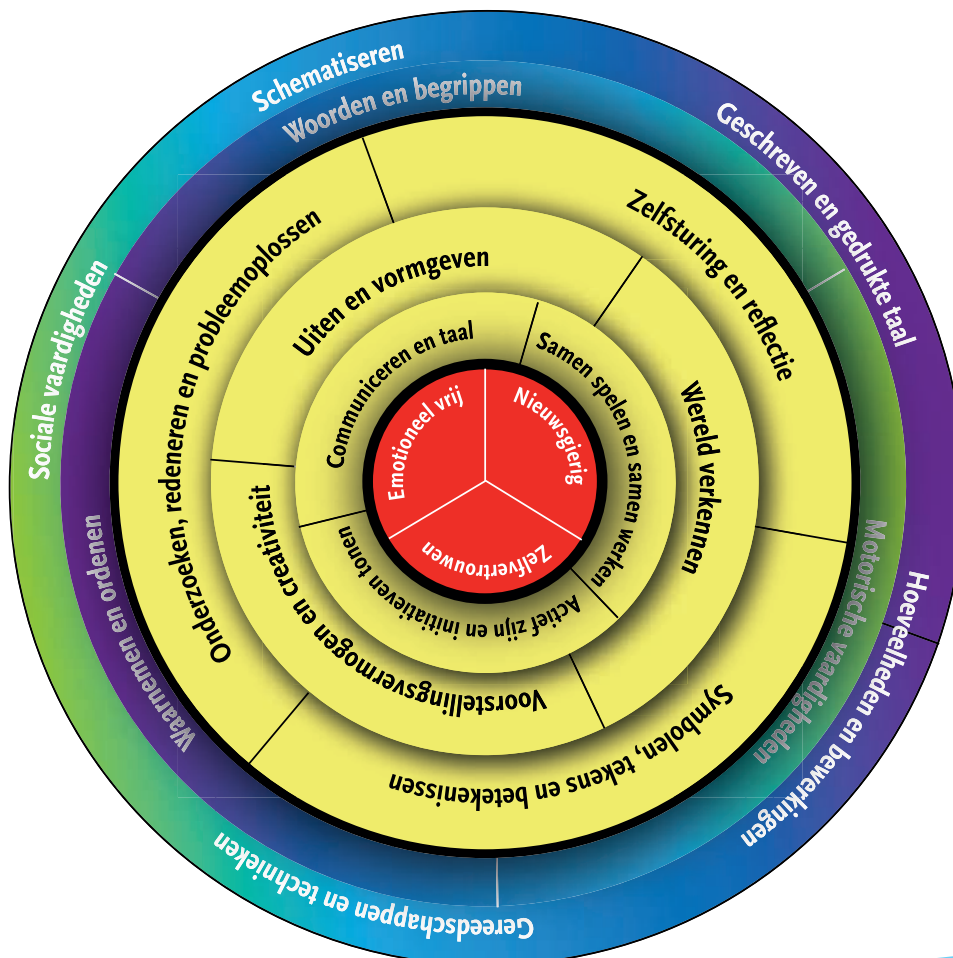 Schematiseren
Geschreven en gedrukte taal
Hoeveelheden en bewerkingen
Gereedschappen en technieken
Sociale vaardigheden
Woorden en begrippen
Motorische vaardigheden
Waarnemen en ordenen
Onderzoeken, redeneren en probleemoplossen
Zelfsturing en reflectie
Symbolen, tekens en betekenissen
Uiten en vormgeven
Wereld verkennen
Voorstellingsvermogen en creativiteit
Communiceren en taal
Samen spelen en samen werken
Actief zijn en initiatieven tonen
Emotioneel vrij
Nieuwsgierig
Zelfvertrouwen